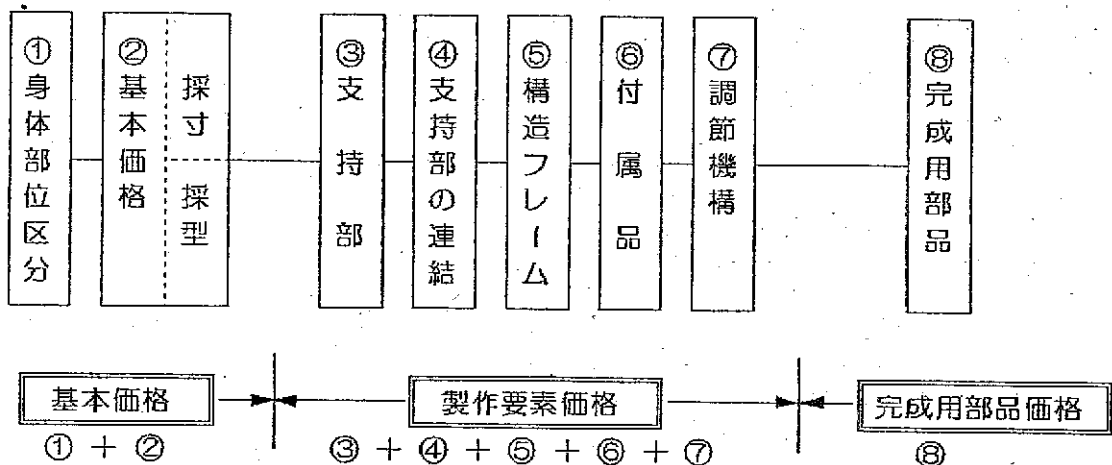 ①身体部位区分
②基本価格
採寸
採型
③支持部
④支持部の連結
⑤構造フレーム
⑥付属品
⑦調節機構
⑧完成用部品
基本価格
製作要素価格
完成用部品価格
①＋②
③＋④＋⑤＋⑥＋⑦
⑧